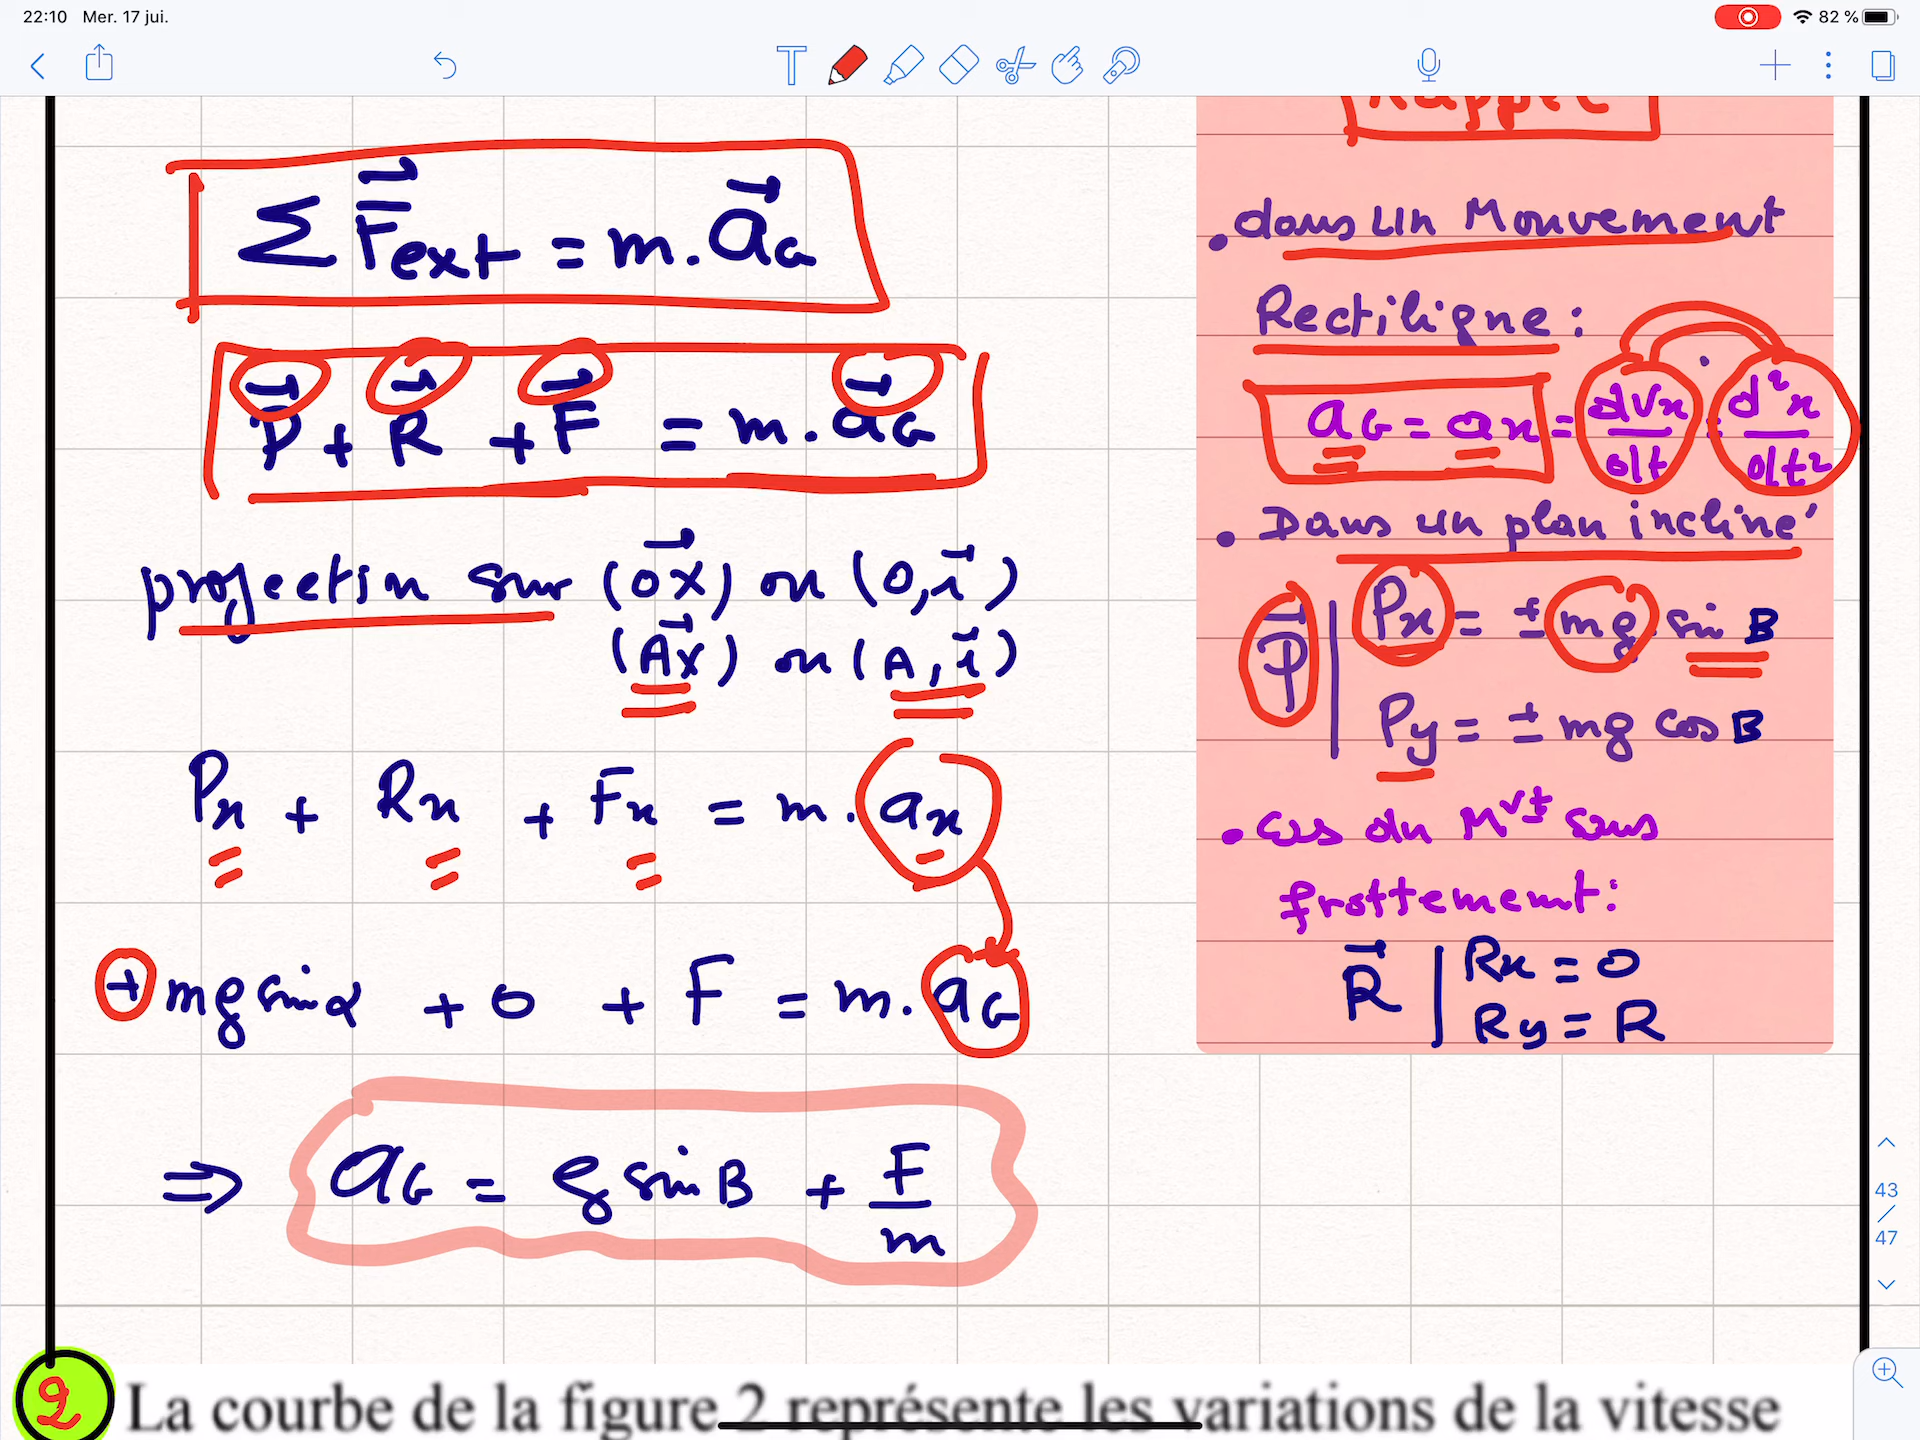 22:10 Mer. 17 jui.
82 %
Σ F⃗ext = m. a⃗G
P⃗ + R⃗ + F⃗ = m. a⃗G
projectin sur (ox⃗) ou (O, i⃗)
(Ax⃗) ou (A, i⃗)
Px + Rx + Fx = m. ax
+ mg sin α + 0 + F = m. aG
⇒ aG = g sin B + F/m
Rappel
• dans un Mouvement
Rectiligne :
aG = ax = dVx/dt = d²x/dt²
• Dans un plan incliné
P⃗ | Px = ± mg sin B
Py = ± mg cos B
• Cas du Mvt sans
frottement :
R⃗ | Rx = 0
Ry = R
43
/
47
2 La courbe de la figure 2 représente les variations de la vitesse